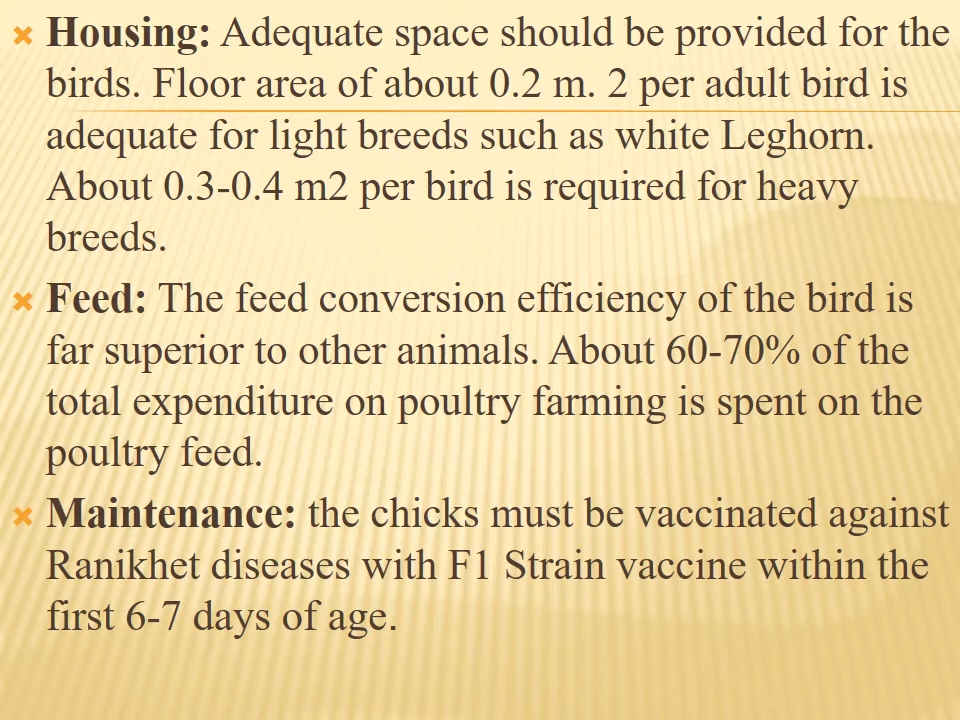 Housing: Adequate space should be provided for the
birds. Floor area of about 0.2 m. 2 per adult bird is
adequate for light breeds such as white Leghorn.
About 0.3-0.4 m2 per bird is required for heavy
breeds.
Feed: The feed conversion efficiency of the bird is
far superior to other animals. About 60-70% of the
total expenditure on poultry farming is spent on the
poultry feed.
Maintenance: the chicks must be vaccinated against
Ranikhet diseases with F1 Strain vaccine within the
first 6-7 days of age.